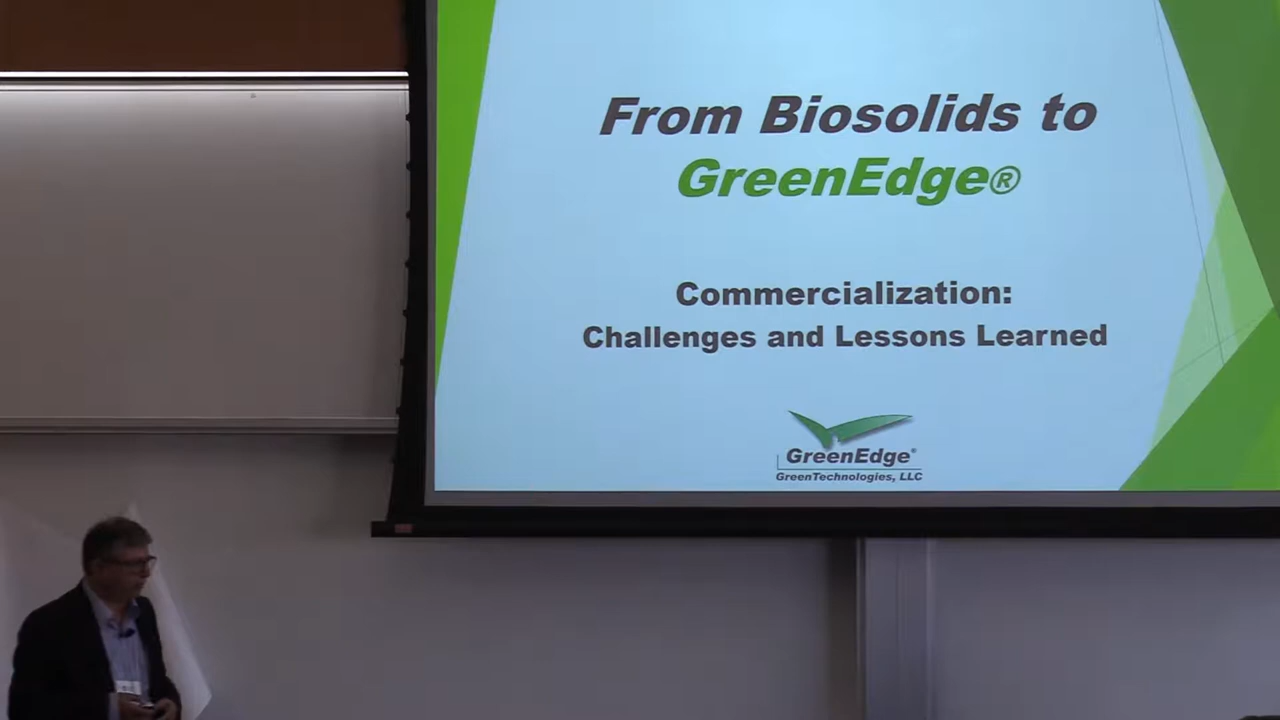 From Biosolids to
GreenEdge®
Commercialization:
Challenges and Lessons Learned
GreenEdge®
GreenTechnologies, LLC